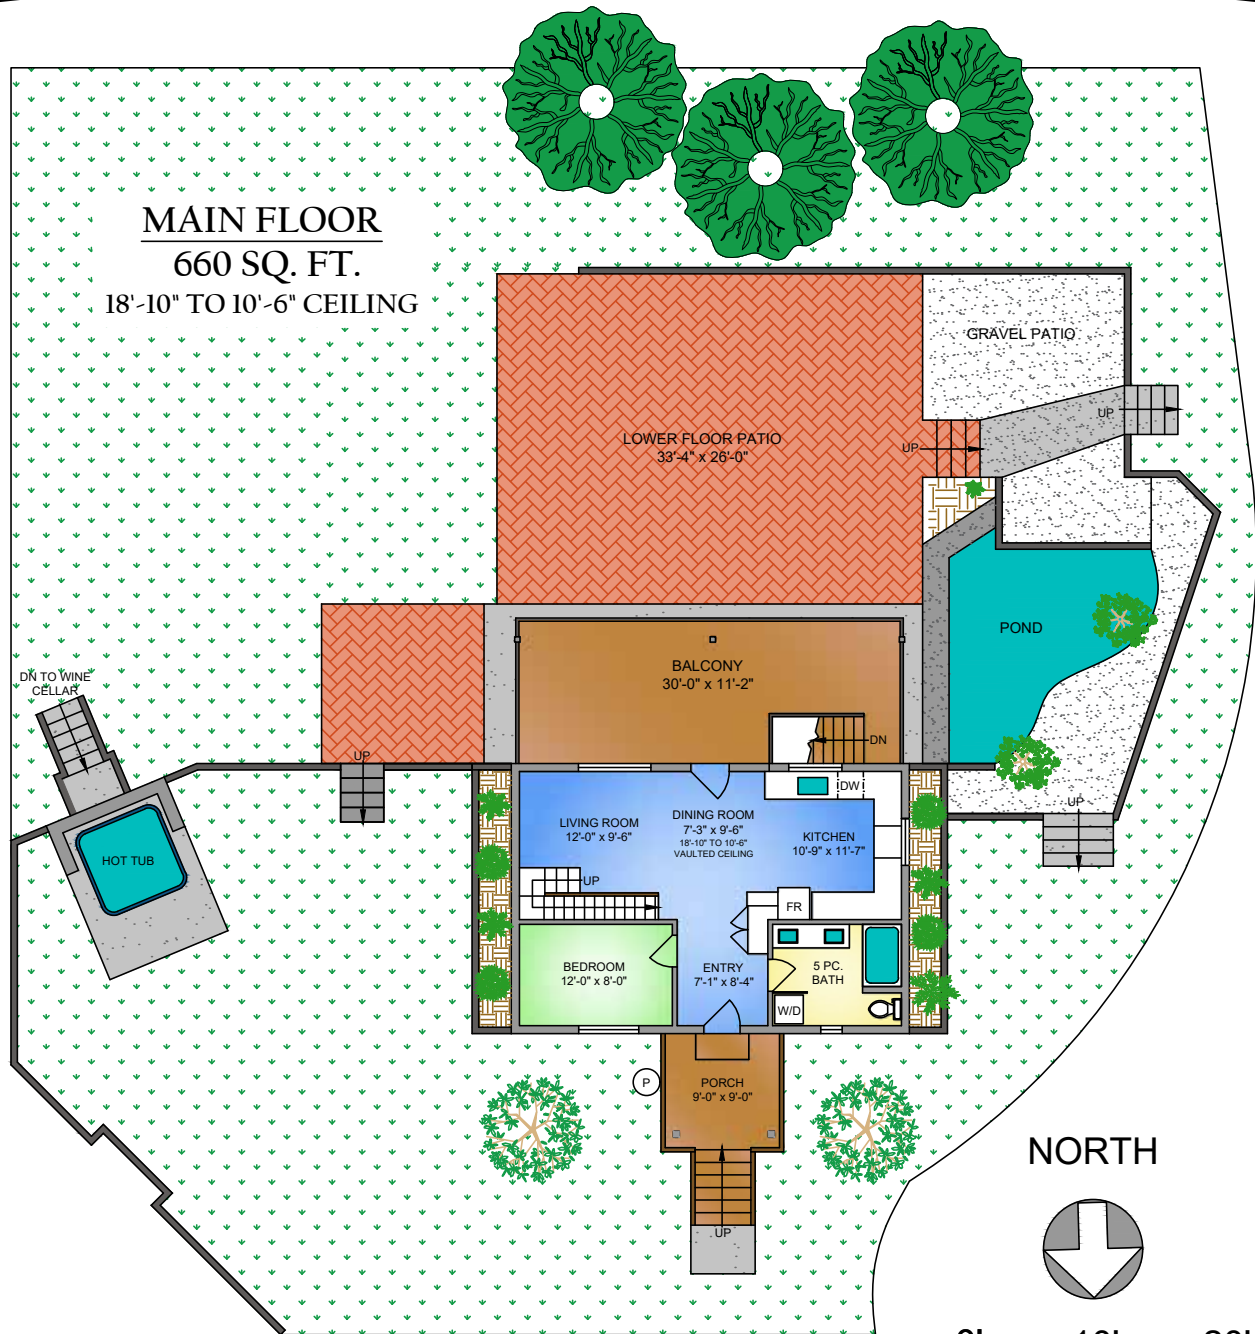 MAIN FLOOR
660 SQ. FT.
18'-10" TO 10'-6" CEILING
GRAVEL PATIO
UP
LOWER FLOOR PATIO
33'-4" x 26'-0"
UP
POND
BALCONY
30'-0" x 11'-2"
DN TO WINE
CELLAR
DN
UP
DW
UP
LIVING ROOM
12'-0" x 9'-6"
DINING ROOM
7'-3" x 9'-6"
18'-10" TO 10'-6"
VAULTED CEILING
KITCHEN
10'-9" x 11'-7"
HOT TUB
UP
FR
BEDROOM
12'-0" x 8'-0"
ENTRY
7'-1" x 8'-4"
5 PC.
BATH
W/D
P
PORCH
9'-0" x 9'-0"
NORTH
UP